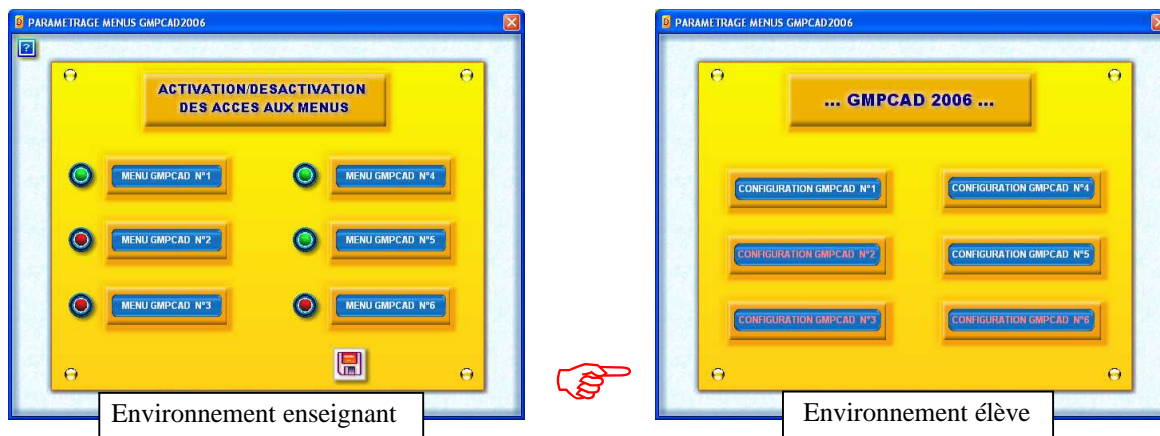 PARAMETRAGE MENUS GMPCAD2006
?
ACTIVATION/DESACTIVATION
DES ACCES AUX MENUS
MENU GMPCAD N°1
MENU GMPCAD N°4
MENU GMPCAD N°2
MENU GMPCAD N°5
MENU GMPCAD N°3
MENU GMPCAD N°6
Environnement enseignant
PARAMETRAGE MENUS GMPCAD2006
... GMPCAD 2006 ...
CONFIGURATION GMPCAD N°1
CONFIGURATION GMPCAD N°4
CONFIGURATION GMPCAD N°2
CONFIGURATION GMPCAD N°5
CONFIGURATION GMPCAD N°3
CONFIGURATION GMPCAD N°6
Environnement élève